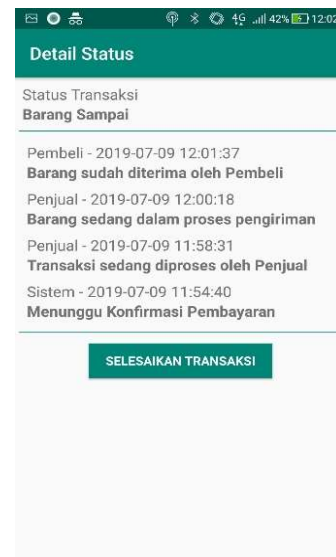 4G 42% 12:02
Detail Status
Status Transaksi
Barang Sampai
Pembeli - 2019-07-09 12:01:37
Barang sudah diterima oleh Pembeli
Penjual - 2019-07-09 12:00:18
Barang sedang dalam proses pengiriman
Penjual - 2019-07-09 11:58:31
Transaksi sedang diproses oleh Penjual
Sistem - 2019-07-09 11:54:40
Menunggu Konfirmasi Pembayaran
SELESAIKAN TRANSAKSI